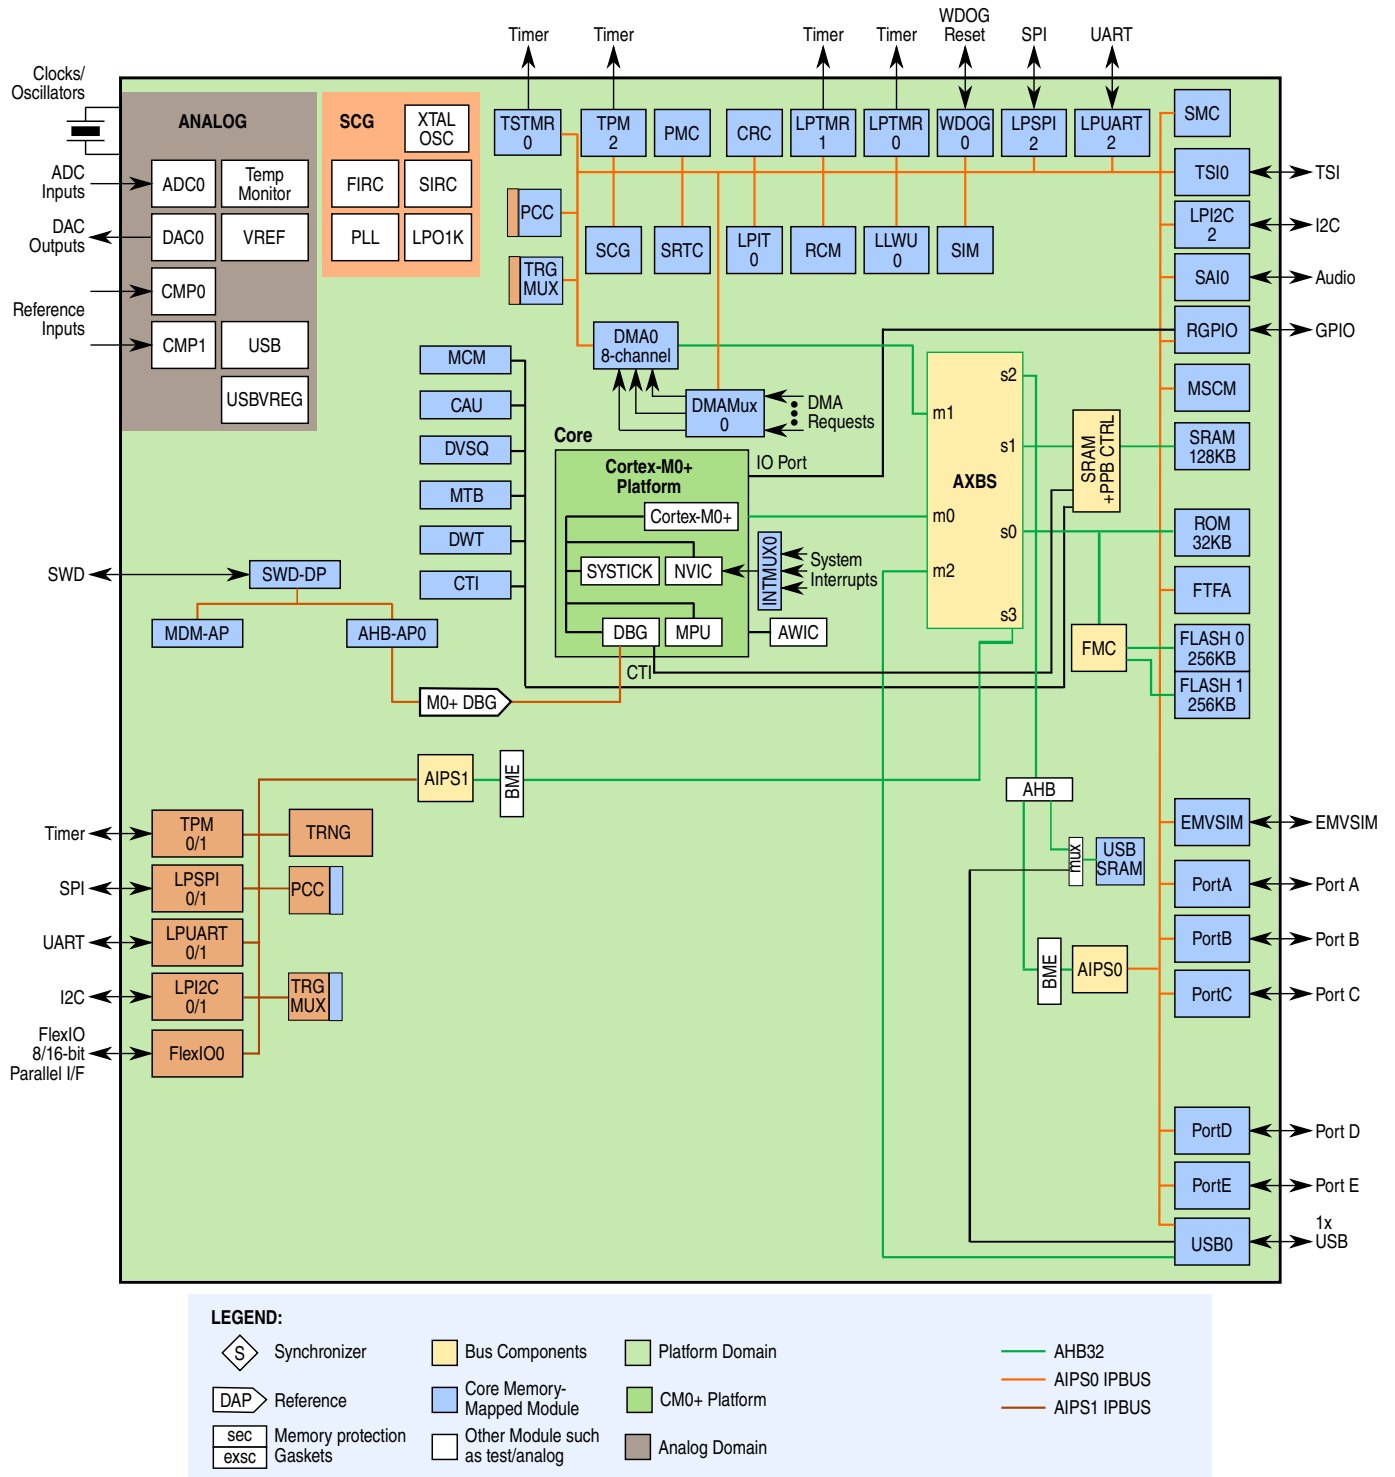 Timer
Timer
Timer
Timer
WDOG
Reset
SPI
UART
Clocks/
Oscillators
ANALOG
SCG
XTAL
OSC
TSTMR
0
TPM
2
PMC
CRC
LPTMR
1
LPTMR
0
WDOG
0
LPSPI
2
LPUART
2
SMC
ADC
Inputs
ADC0
Temp
Monitor
FIRC
SIRC
TSI0
TSI
DAC
Outputs
DAC0
VREF
PLL
LPO1K
PCC
SCG
SRTC
LPIT
0
RCM
LLWU
0
SIM
LPI2C
2
I2C
TRG
MUX
SAI0
Audio
Reference
Inputs
CMP0
CMP1
USB
USBVREG
DMA0
8-channel
RGPIO
GPIO
MCM
CAU
DVSQ
MTB
DWT
CTI
DMAMux
0
DMA
Requests
s2
m1
s1
AXBS
m0
s0
m2
s3
SRAM
+PPB CTRL
MSCM
SRAM
128KB
ROM
32KB
FTFA
FMC
FLASH 0
256KB
FLASH 1
256KB
Core
Cortex-M0+
Platform
IO Port
Cortex-M0+
SYSTICK
NVIC
INTMUX0
System
Interrupts
DBG
MPU
AWIC
CTI
SWD
SWD-DP
MDM-AP
AHB-AP0
M0+ DBG
AIPS1
BME
AHB
mux
USB
SRAM
BME
AIPS0
Timer
TPM
0/1
TRNG
SPI
LPSPI
0/1
PCC
UART
LPUART
0/1
I2C
LPI2C
0/1
TRG
MUX
FlexIO
8/16-bit
Parallel I/F
FlexIO0
EMVSIM
EMVSIM
PortA
Port A
PortB
Port B
PortC
Port C
PortD
Port D
PortE
Port E
USB0
1x
USB
LEGEND:
S
Synchronizer
Bus Components
Platform Domain
AHB32
DAP
Reference
Core Memory-
Mapped Module
CM0+ Platform
AIPS0 IPBUS
AIPS1 IPBUS
sec
exsc
Memory protection
Gaskets
Other Module such
as test/analog
Analog Domain